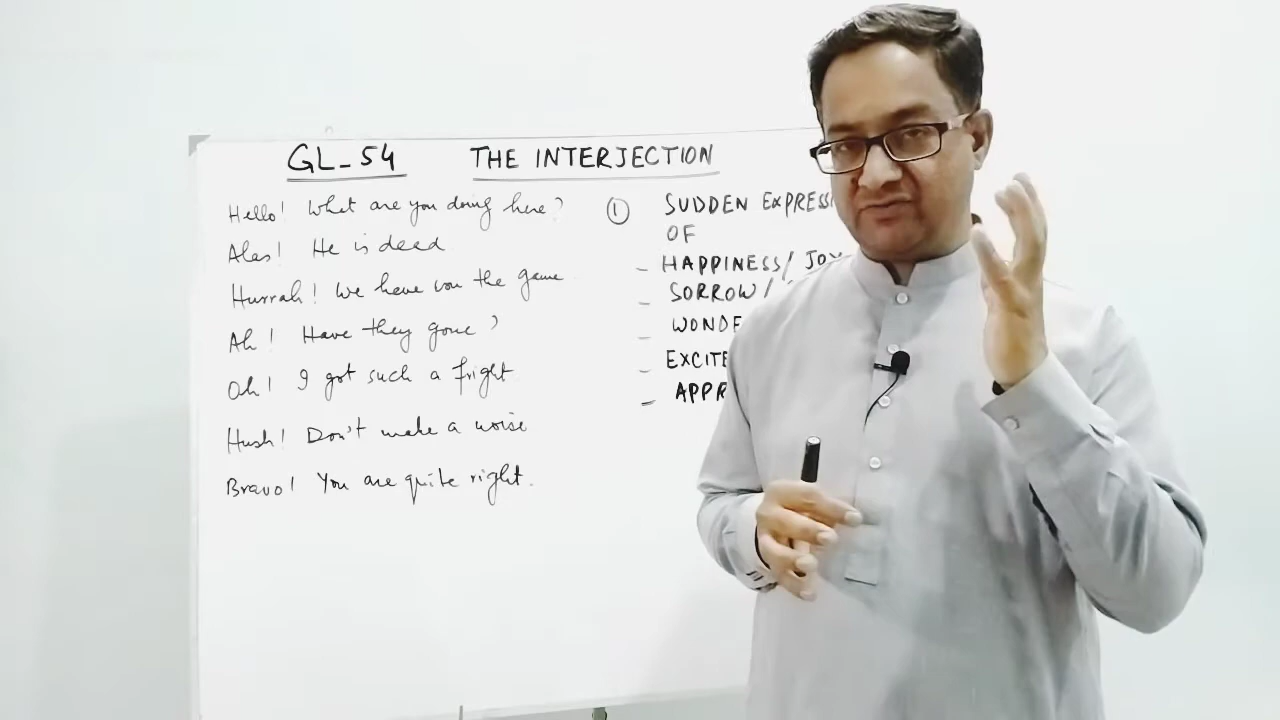 GL-54 THE INTERJECTION
Hello! What are you doing here?
Alas! He is dead
Hurrah! We have won the game
Ah! Have they gone?
Oh! I got such a fright.
Hush! Don't make a noise
Bravo! You are quite right.
① SUDDEN EXPRESS
OF
- HAPPINESS/ JOY
- SORROW/
- WONDE
- EXCITE
- APPR